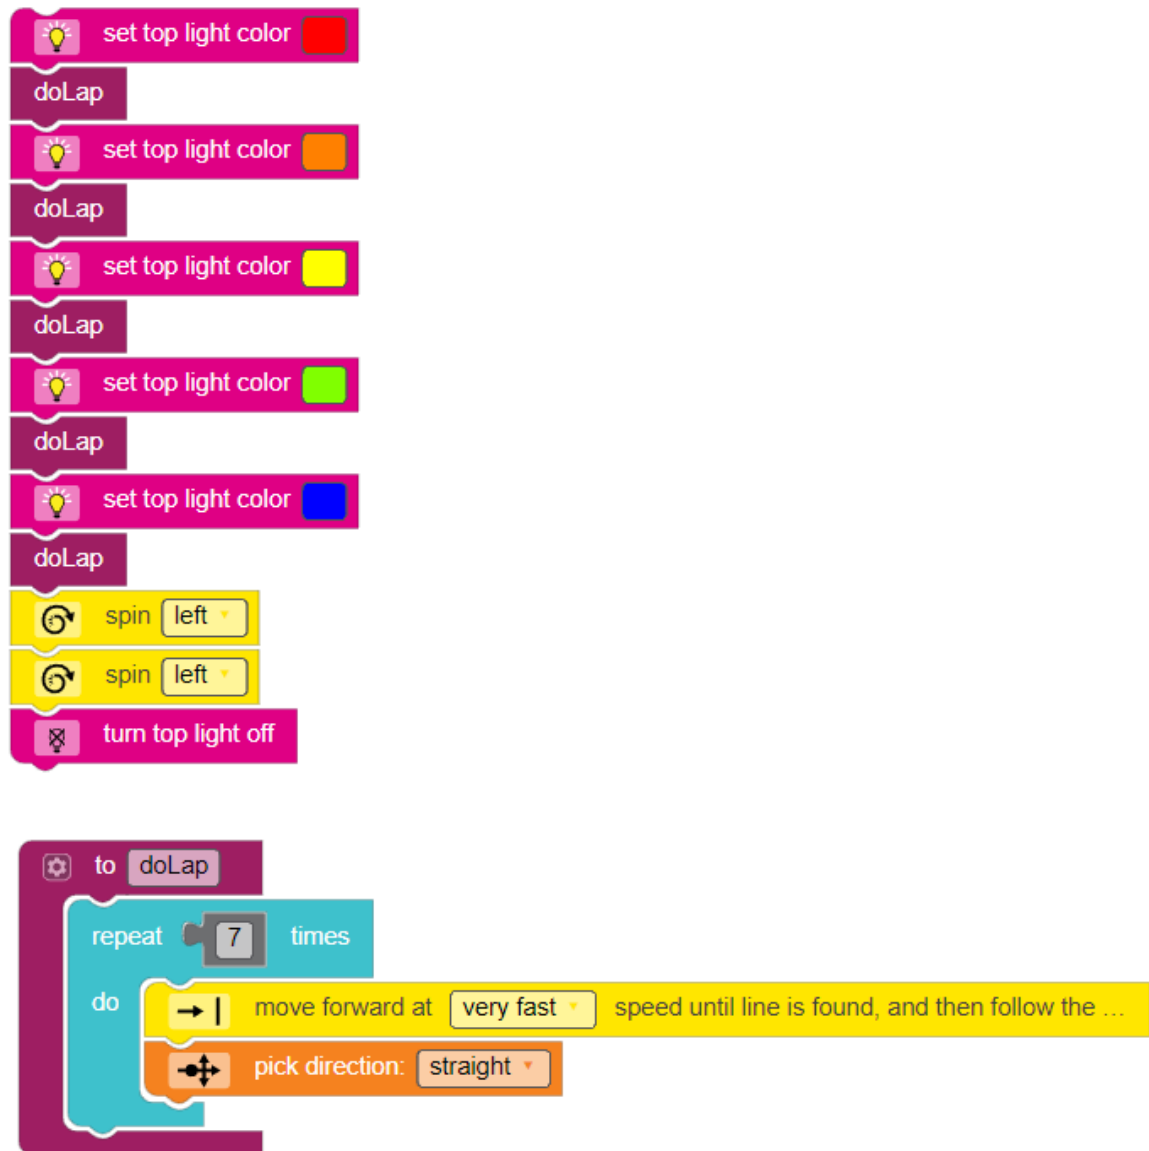 set top light color
doLap
set top light color
doLap
set top light color
doLap
set top light color
doLap
set top light color
doLap
spin left
spin left
turn top light off
to doLap
repeat 7 times
do
move forward at very fast speed until line is found, and then follow the ...
pick direction: straight